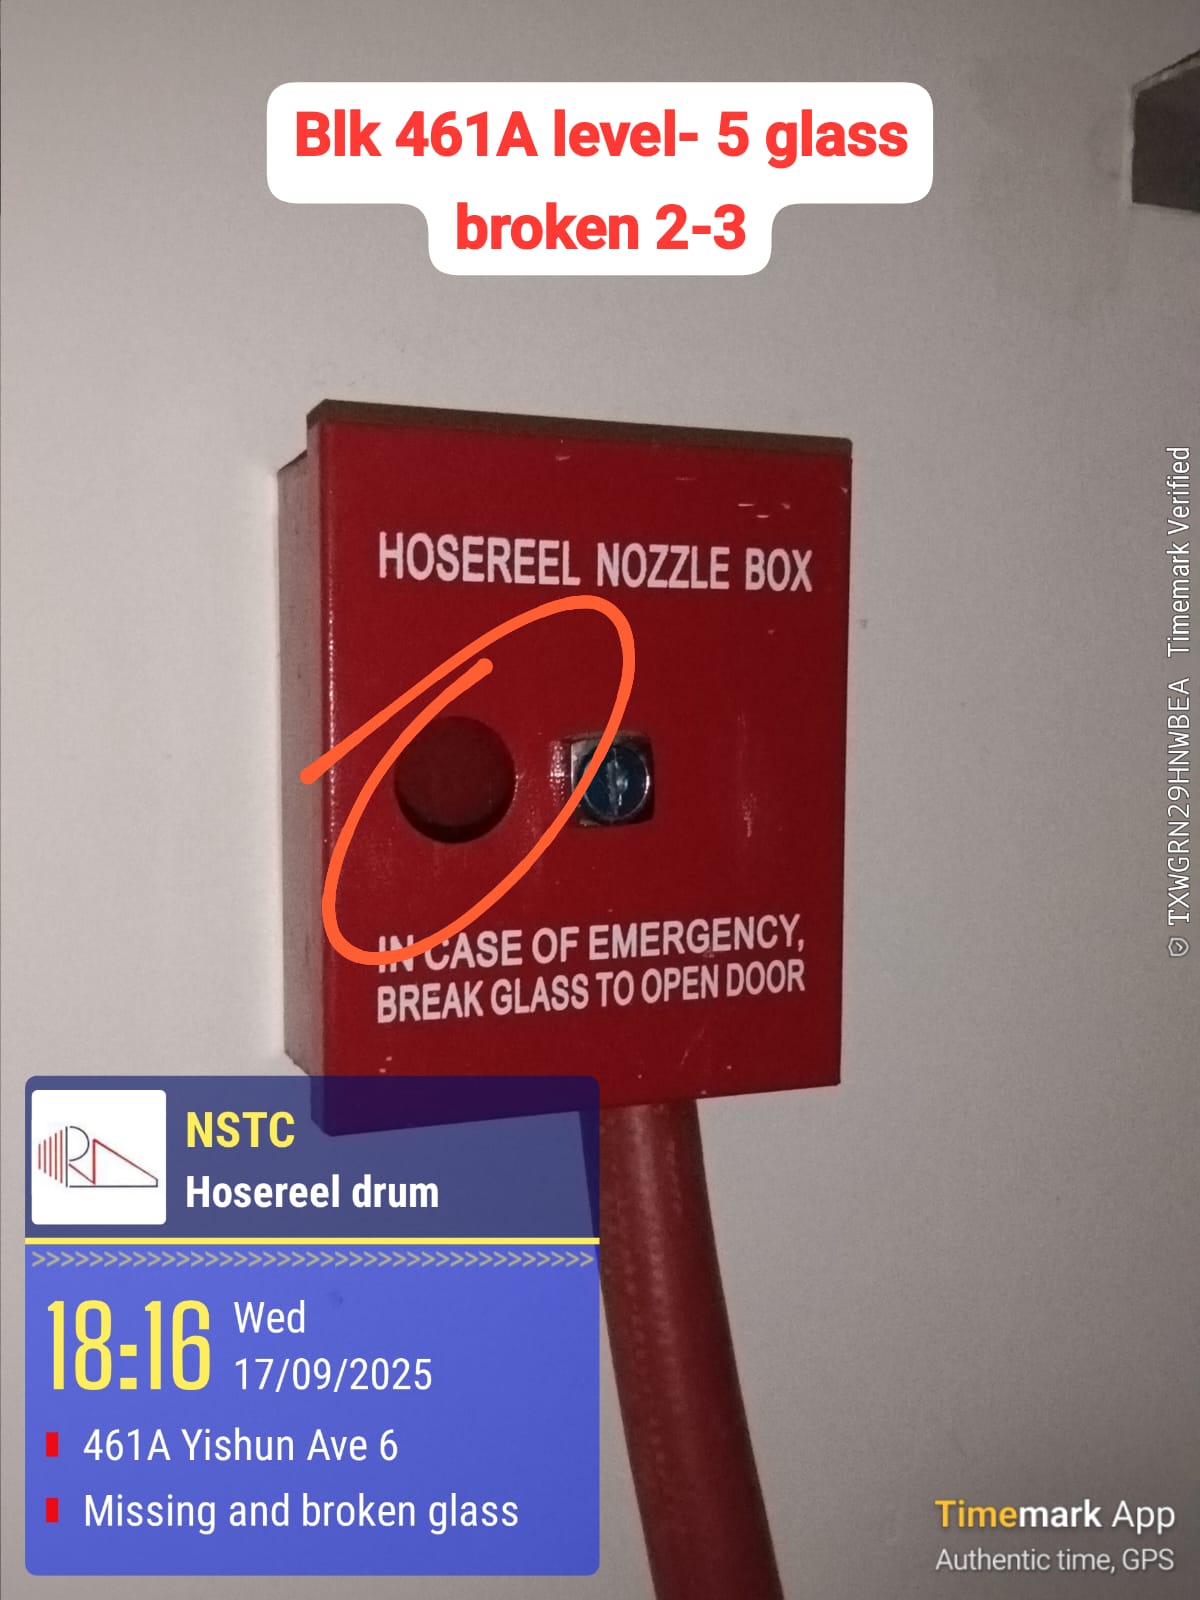 Blk 461A level- 5 glass
broken 2-3
HOSEREEL NOZZLE BOX
IN CASE OF EMERGENCY,
BREAK GLASS TO OPEN DOOR
NSTC
Hosereel drum
>>>>>>>>>>>>>>>>>>>>>>>>>>>>>>>>>>>>>>>
18:16
Wed
17/09/2025
461A Yishun Ave 6
Missing and broken glass
Timemark App
Authentic time, GPS
TXWGRN29HNWBEA Timemark Verified